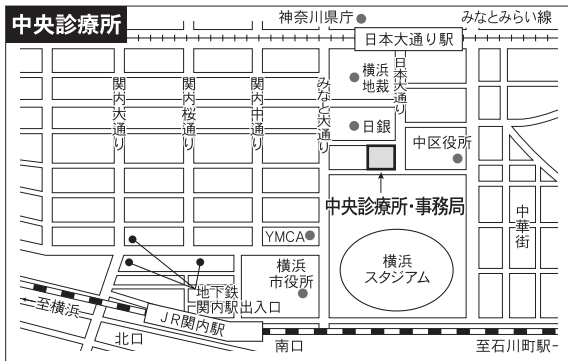 中央診療所
神奈川県庁
みなとみらい線
日本大通り駅
関内大通り
関内桜通り
関内中通り
みなと大通り
横浜
地裁
日本大通り
日銀
中区役所
中央診療所・事務局
中華街
YMCA
横浜
市役所
横浜
スタジアム
地下鉄
関内駅出入口
至横浜
JR関内駅
北口
南口
至石川町駅